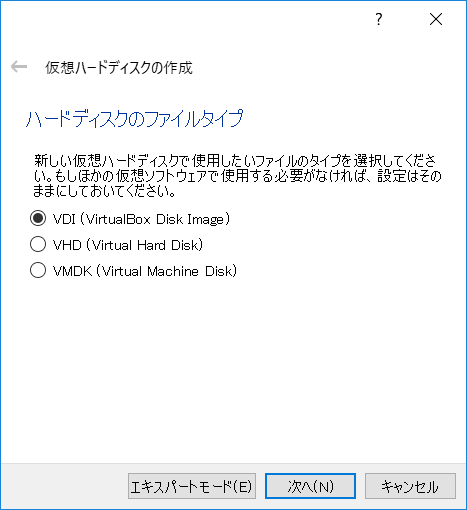 ?
仮想ハードディスクの作成
ハードディスクのファイルタイプ
新しい仮想ハードディスクで使用したいファイルのタイプを選択してくださ
い。もしほかの仮想ソフトウェアで使用する必要がなければ、設定はその
ままにしておいてください。
VDI (VirtualBox Disk Image)
VHD (Virtual Hard Disk)
VMDK (Virtual Machine Disk)
エキスパートモード(E) 次へ(N) キャンセル